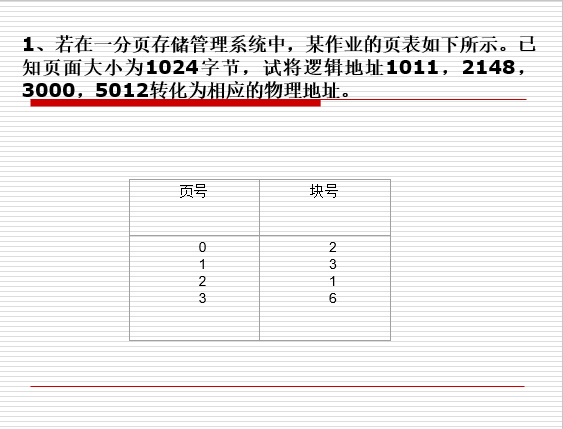 1、若在一分页存储管理系统中，某作业的页表如下所示。已
知页面大小为1024字节，试将逻辑地址1011，2148，
3000，5012转化为相应的物理地址。
页号 块号
0 2
1 3
2 1
3 6